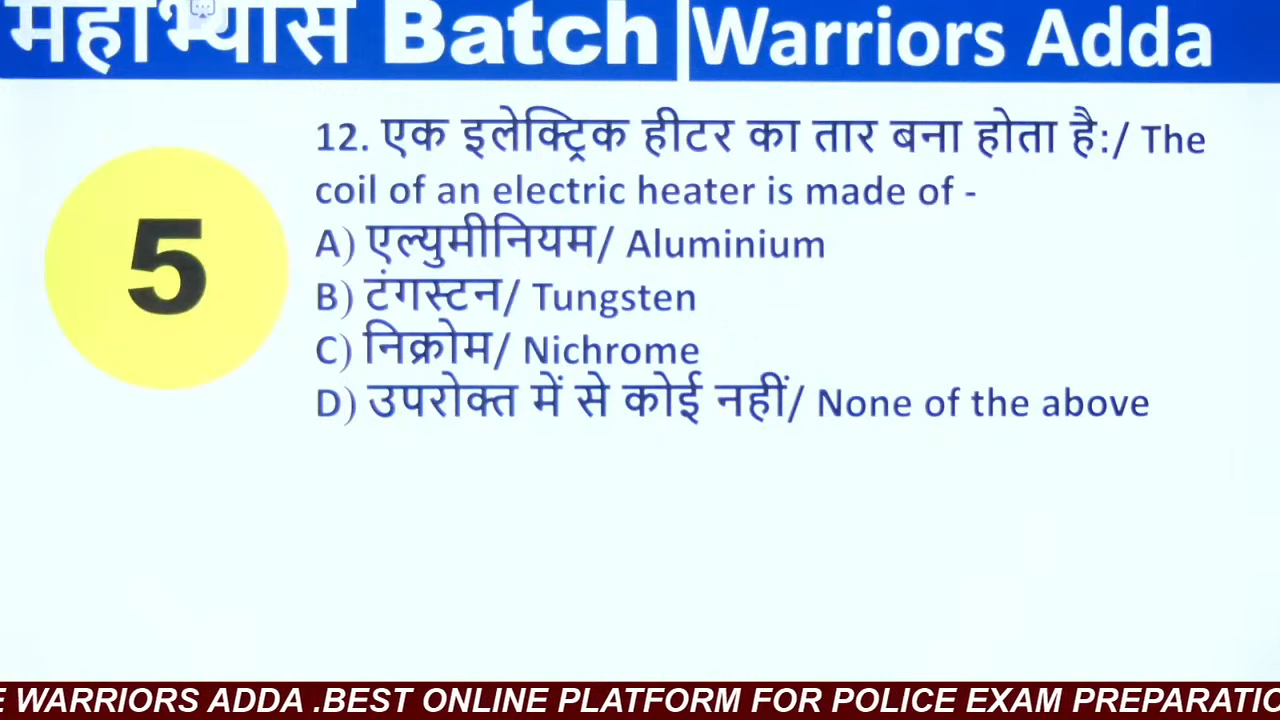 महाभ्यास Batch Warriors Adda
5
12. एक इलेक्ट्रिक हीटर का तार बना होता है:/ The
coil of an electric heater is made of -
A) एल्युमीनियम/ Aluminium
B) टंगस्टन/ Tungsten
C) निक्रोम/ Nichrome
D) उपरोक्त में से कोई नहीं/ None of the above
E WARRIORS ADDA .BEST ONLINE PLATFORM FOR POLICE EXAM PREPARATIO